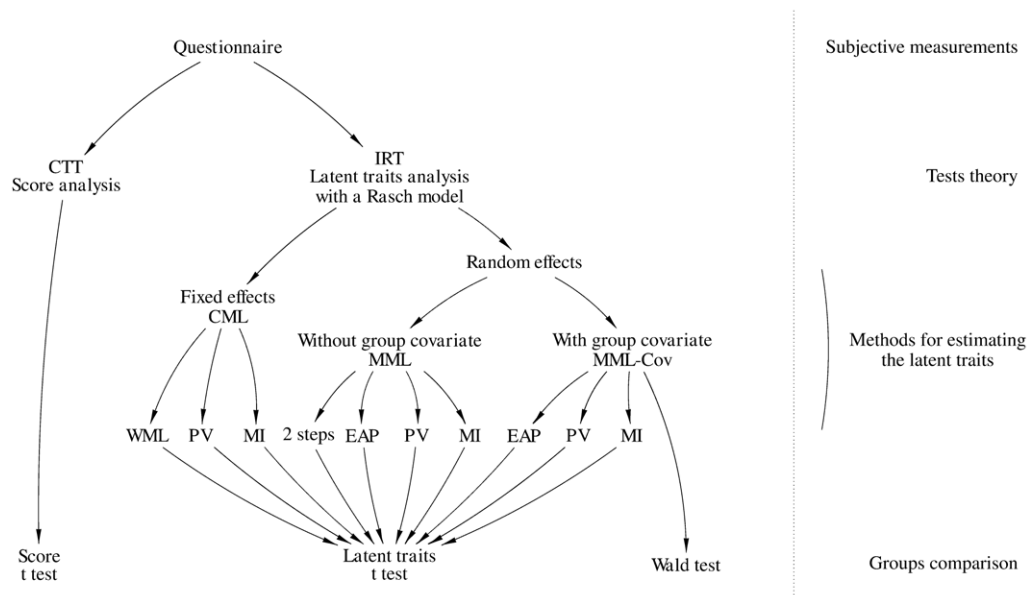 Questionnaire
Subjective measurements
CTT
Score analysis
IRT
Latent traits analysis
with a Rasch model
Tests theory
Random effects
Fixed effects
CML
Without group covariate
MML
With group covariate
MML-Cov
Methods for estimating
the latent traits
WML PV MI 2 steps EAP PV MI EAP PV MI
Score
t test
Latent traits
t test
Wald test
Groups comparison